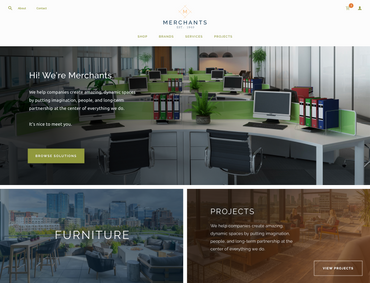 About
Contact
MERCHANTS
SHOP
BRANDS
SERVICES
PROJECTS
Hi! We're Merchants.
We help companies create amazing, dynamic spaces
by putting imagination, people, and long-term
partnership at the center of everything we do.
It's nice to meet you.
BROWSE SOLUTIONS
FURNITURE
PROJECTS
We help companies create amazing,
dynamic spaces by putting imagination,
people, and long-term partnership at the
center of everything we do.
VIEW PROJECTS